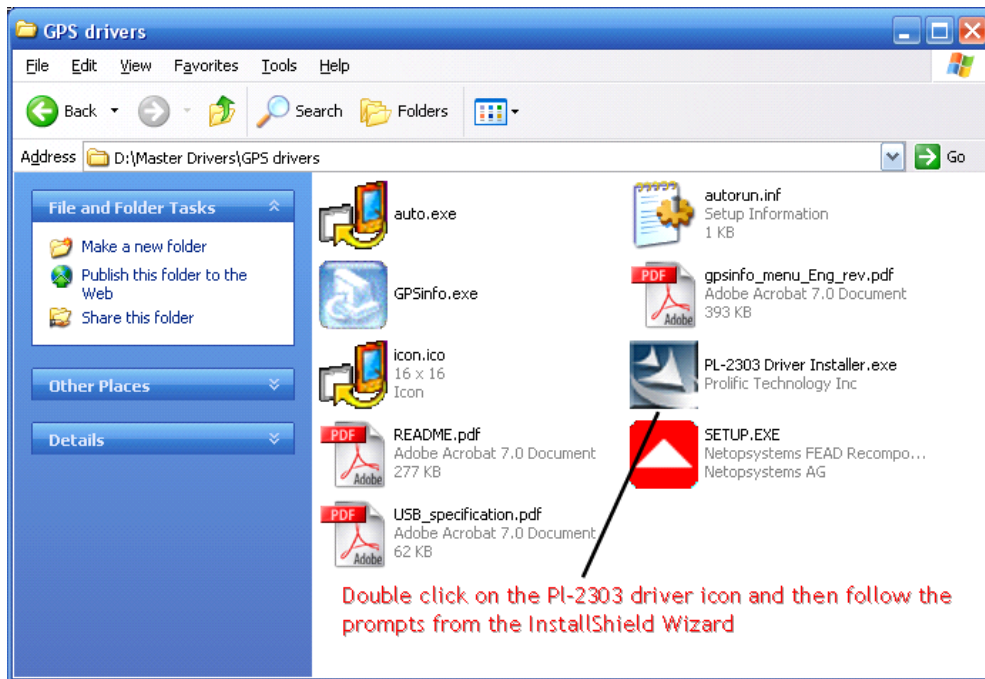 GPS drivers
File Edit View Favorites Tools Help
Back Search Folders
Address D:\Master Drivers\GPS drivers Go
File and Folder Tasks
Make a new folder
Publish this folder to the
Web
Share this folder
Other Places
Details
auto.exe
autorun.inf
Setup Information
1 KB
GPSinfo.exe
PDF
Adobe
gpsinfo_menu_Eng_rev.pdf
Adobe Acrobat 7.0 Document
393 KB
icon.ico
16 x 16
Icon
PL-2303 Driver Installer.exe
Prolific Technology Inc
PDF
Adobe
README.pdf
Adobe Acrobat 7.0 Document
277 KB
SETUP.EXE
Netopsystems FEAD Recompo...
Netopsystems AG
PDF
Adobe
USB_specification.pdf
Adobe Acrobat 7.0 Document
62 KB
Double click on the Pl-2303 driver icon and then follow the
prompts from the InstallShield Wizard